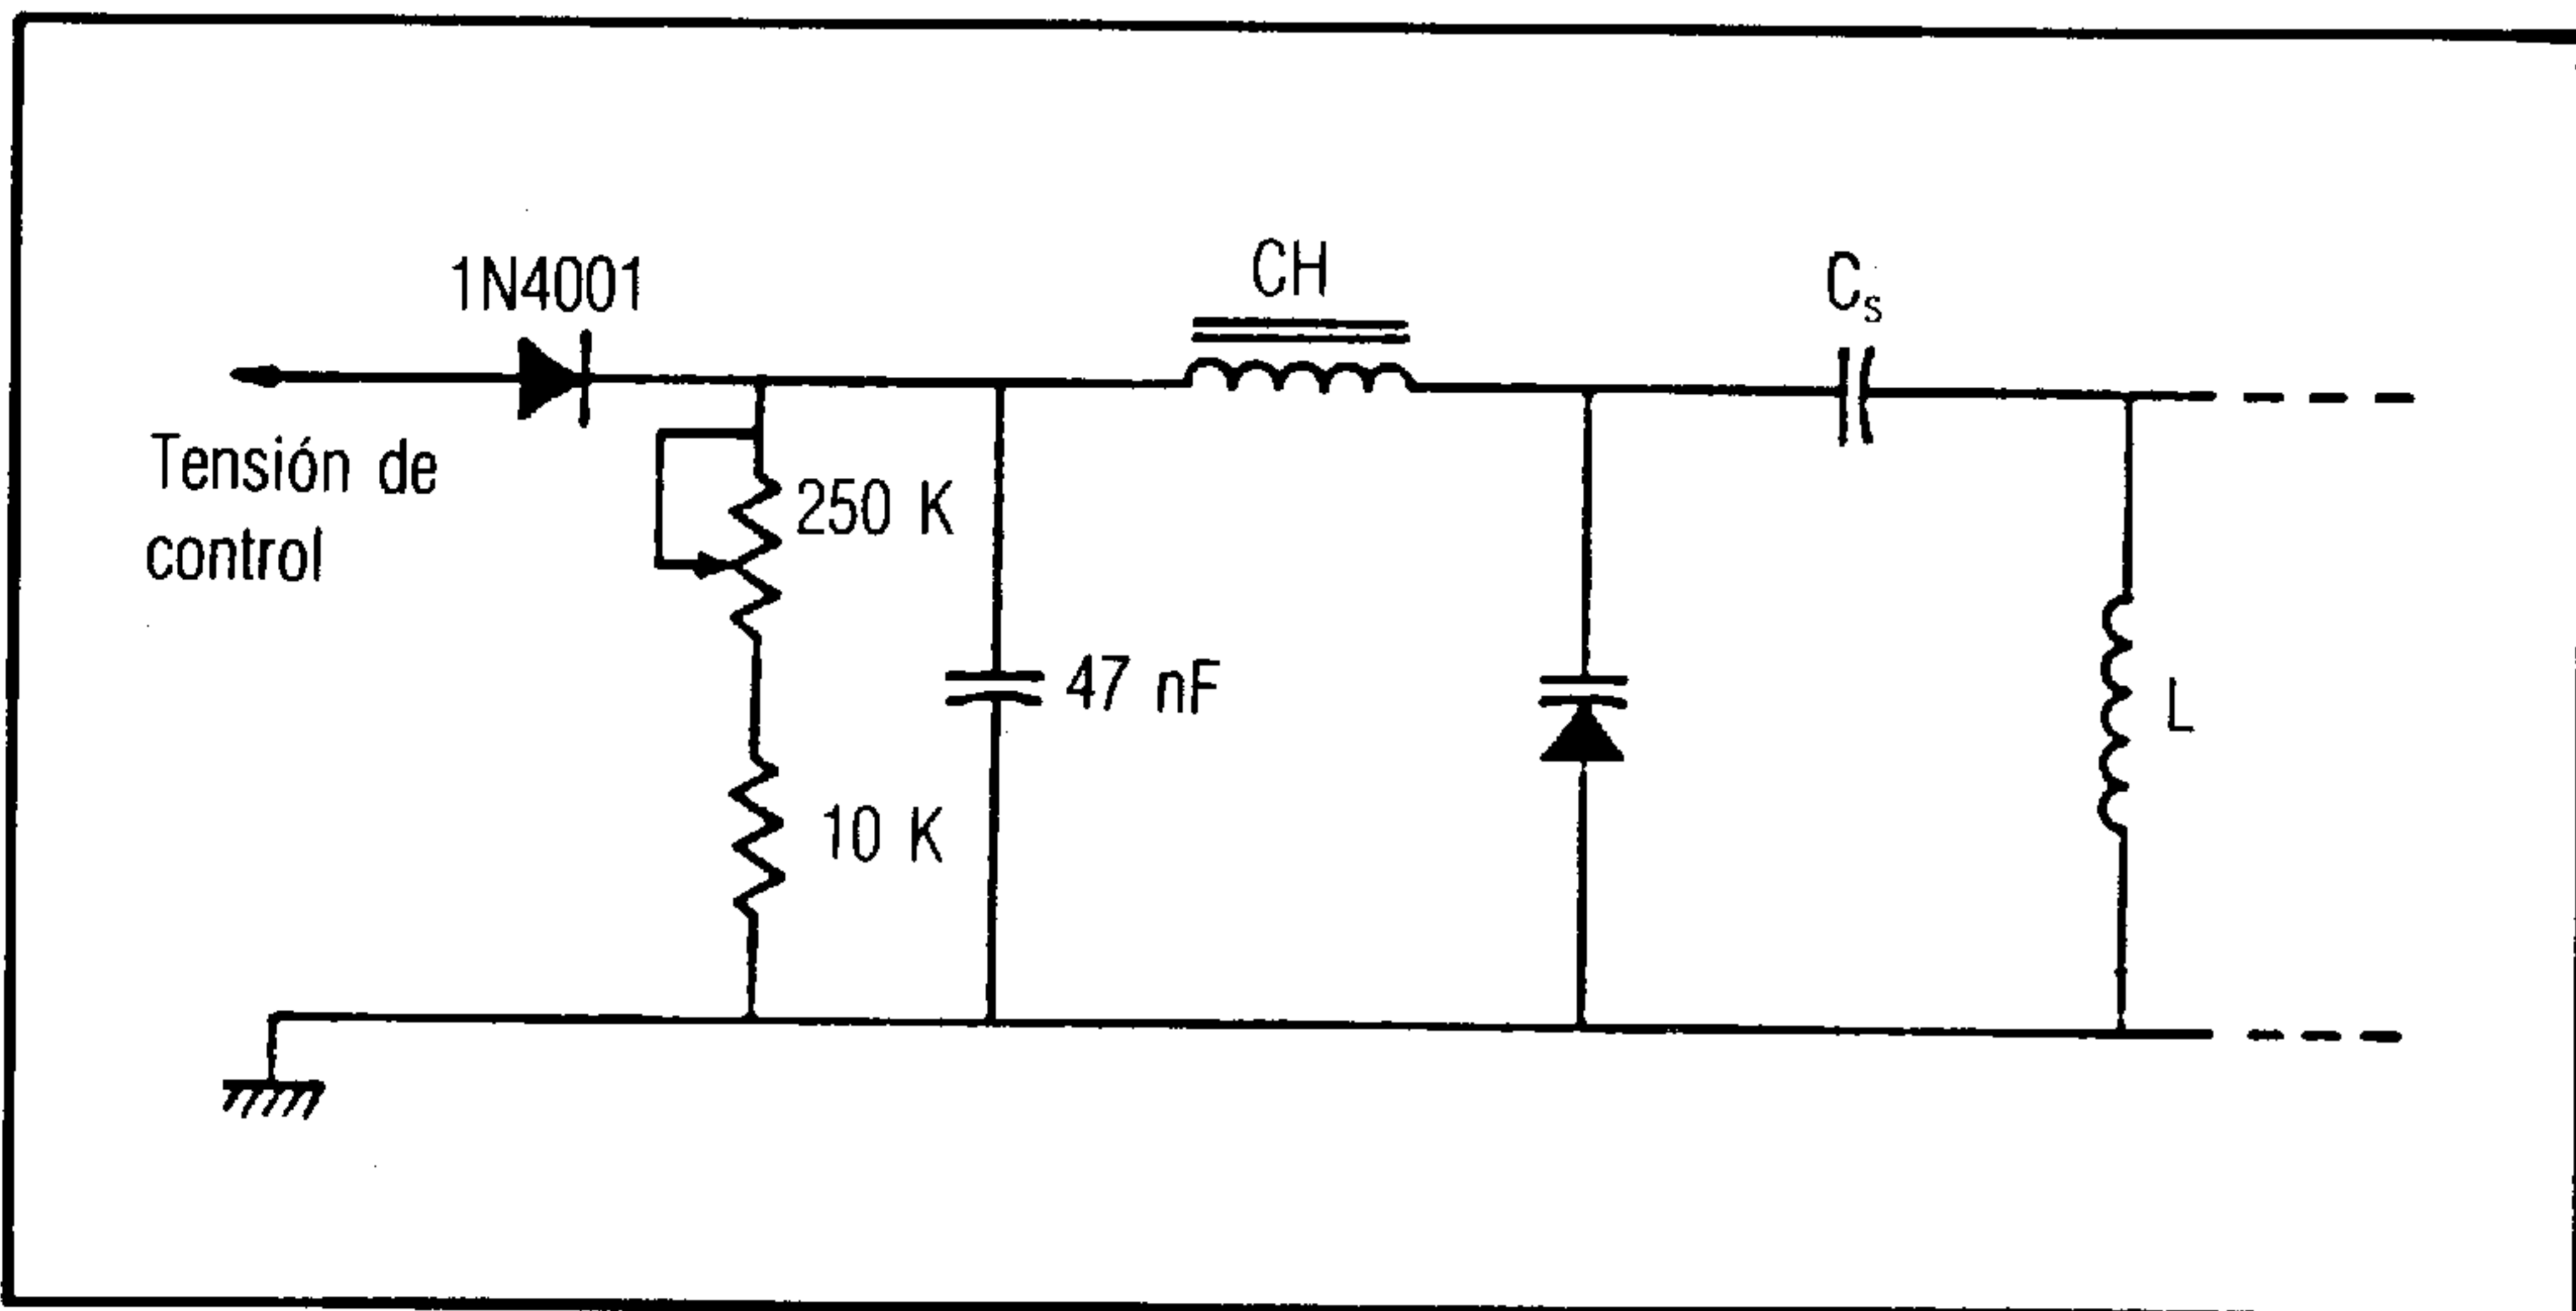 1N4001
CH
Cs
Tensión de
control
250 K
47 nF
L
10 K